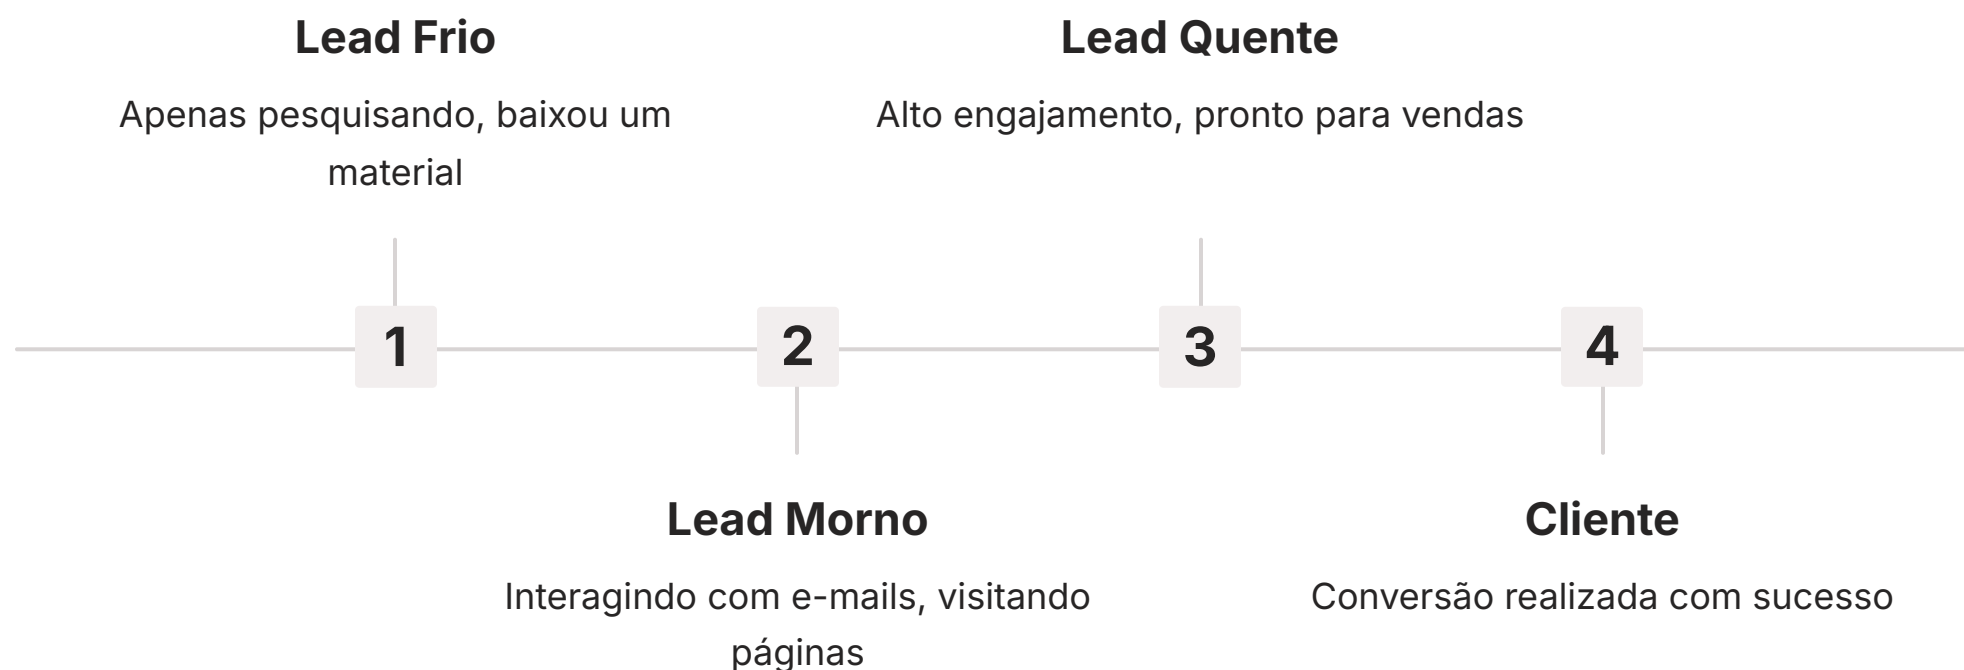 Lead Frio
Apenas pesquisando, baixou um
material
1
2
Lead Morno
Interagindo com e-mails, visitando
páginas
Lead Quente
Alto engajamento, pronto para vendas
3
4
Cliente
Conversão realizada com sucesso